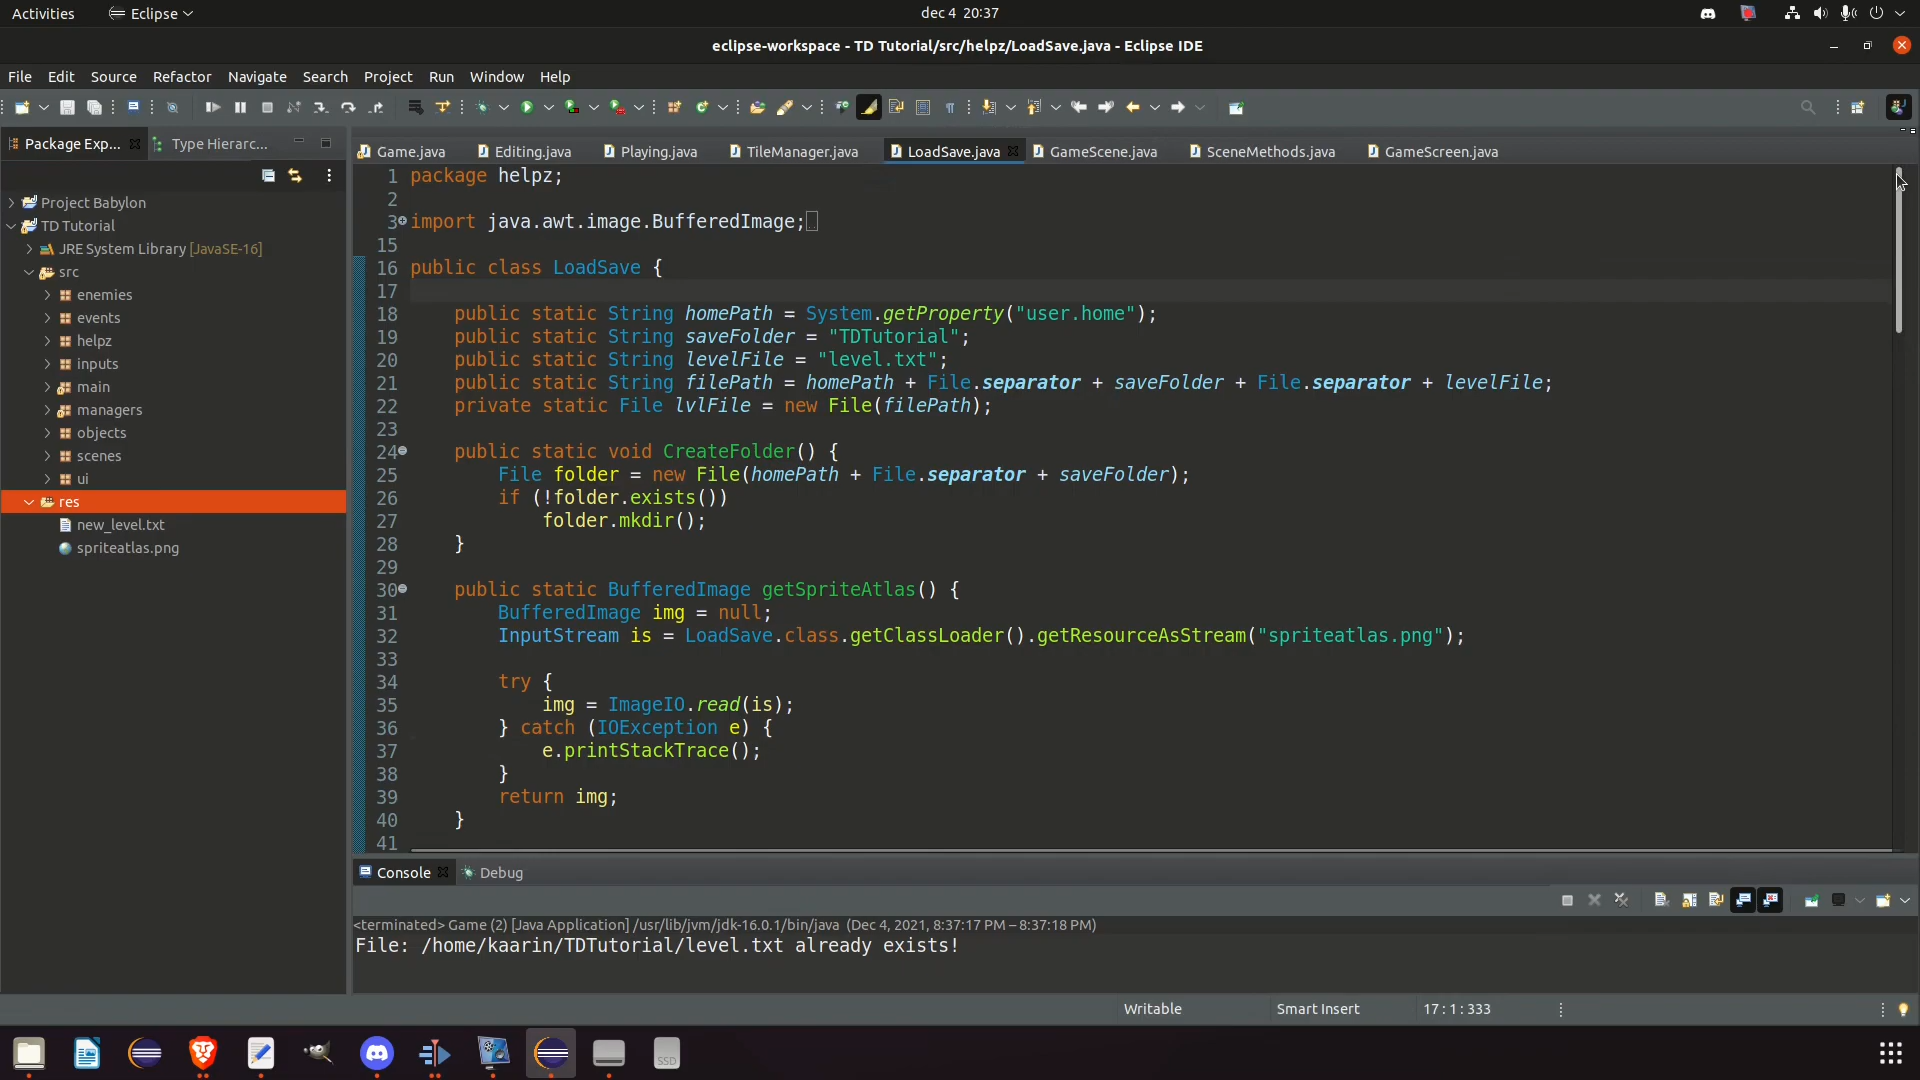 Activities Eclipse dec 4 20:37
eclipse-workspace - TD Tutorial/src/helpz/LoadSave.java - Eclipse IDE
File Edit Source Refactor Navigate Search Project Run Window Help
Package Exp... Type Hierarc...
Project Babylon
TD Tutorial
JRE System Library [JavaSE-16]
src
enemies
events
helpz
inputs
main
managers
objects
scenes
ui
res
new_level.txt
spriteatlas.png
Game.java Editing.java Playing.java TileManager.java LoadSave.java GameScene.java SceneMethods.java GameScreen.java
1 package helpz;
2
3 import java.awt.image.BufferedImage;
15
16 public class LoadSave {
17
18 public static String homePath = System.getProperty("user.home");
19 public static String saveFolder = "TDTutorial";
20 public static String levelFile = "level.txt";
21 public static String filePath = homePath + File.separator + saveFolder + File.separator + levelFile;
22 private static File lvlFile = new File(filePath);
23
24 public static void CreateFolder() {
25 File folder = new File(homePath + File.separator + saveFolder);
26 if (!folder.exists())
27 folder.mkdir();
28 }
29
30 public static BufferedImage getSpriteAtlas() {
31 BufferedImage img = null;
32 InputStream is = LoadSave.class.getClassLoader().getResourceAsStream("spriteatlas.png");
33
34 try {
35 img = ImageIO.read(is);
36 } catch (IOException e) {
37 e.printStackTrace();
38 }
39 return img;
40 }
41
Console Debug
<terminated> Game (2) [Java Application] /usr/lib/jvm/jdk-16.0.1/bin/java (Dec 4, 2021, 8:37:17 PM – 8:37:18 PM)
File: /home/kaarin/TDTutorial/level.txt already exists!
Writable Smart Insert 17 : 1 : 333
SSD